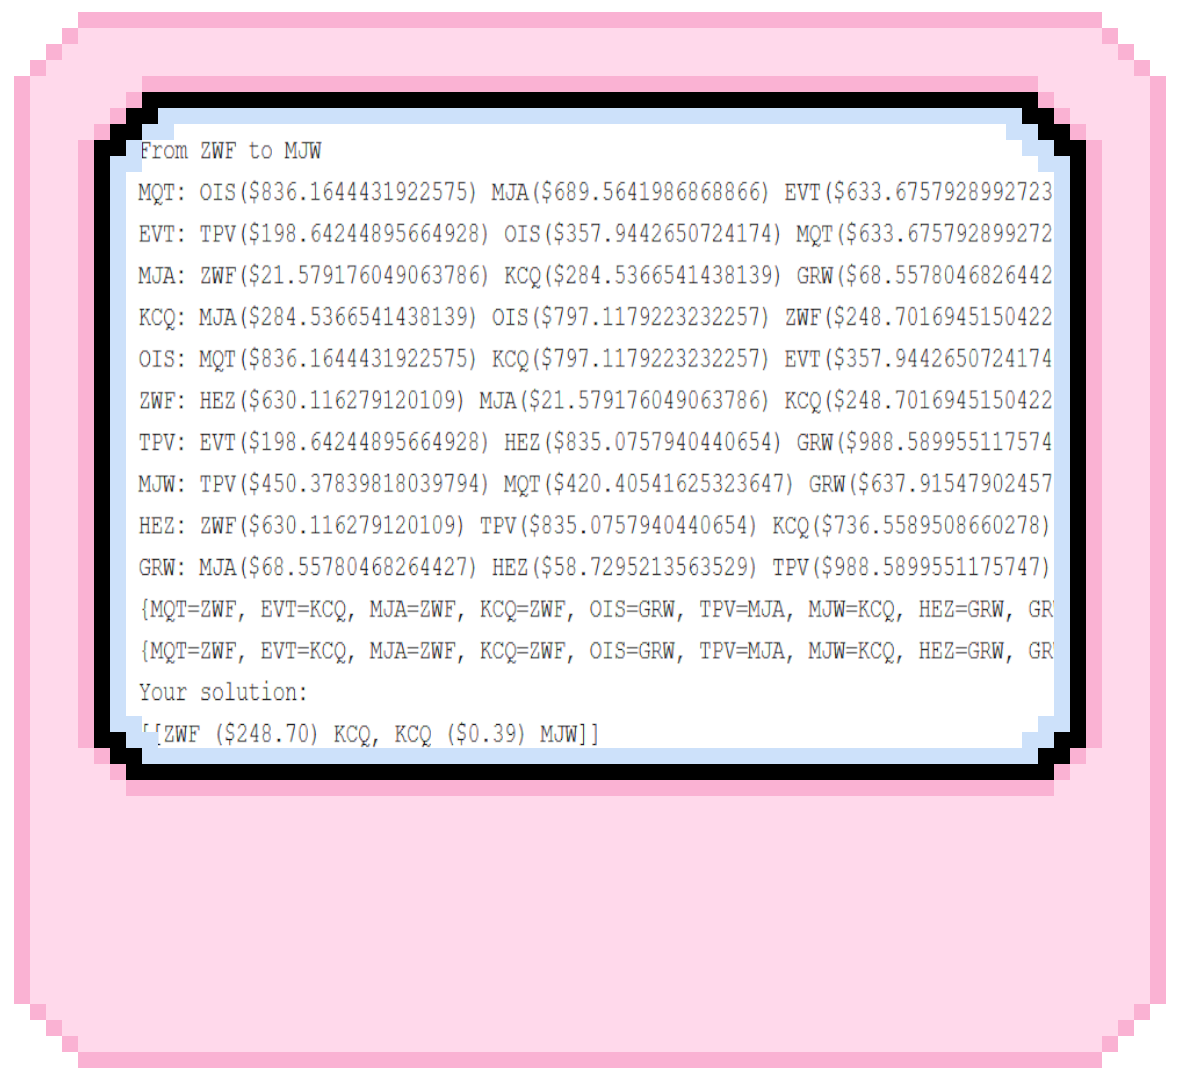 From ZWF to MJW
MQT: OIS($836.1644431922575) MJA($689.5641986868866) EVT($633.6757928992723
EVT: TPV($198.64244895664928) OIS($357.9442650724174) MQT($633.675792899272
MJA: ZWF($21.579176049063786) KCQ($284.5366541438139) GRW($68.5578046826442
KCQ: MJA($284.5366541438139) OIS($797.1179223232257) ZWF($248.7016945150422
OIS: MQT($836.1644431922575) KCQ($797.1179223232257) EVT($357.9442650724174
ZWF: HEZ($630.116279120109) MJA($21.579176049063786) KCQ($248.7016945150422
TPV: EVT($198.64244895664928) HEZ($835.0757940440654) GRW($988.589955117574
MJW: TPV($450.37839818039794) MQT($420.40541625323647) GRW($637.91547902457
HEZ: ZWF($630.116279120109) TPV($835.0757940440654) KCQ($736.5589508660278)
GRW: MJA($68.55780468264427) HEZ($58.7295213563529) TPV($988.5899551175747)
{MQT=ZWF, EVT=KCQ, MJA=ZWF, KCQ=ZWF, OIS=GRW, TPV=MJA, MJW=KCQ, HEZ=GRW, GR
{MQT=ZWF, EVT=KCQ, MJA=ZWF, KCQ=ZWF, OIS=GRW, TPV=MJA, MJW=KCQ, HEZ=GRW, GR
Your solution:
[[ZWF ($248.70) KCQ, KCQ ($0.39) MJW]]